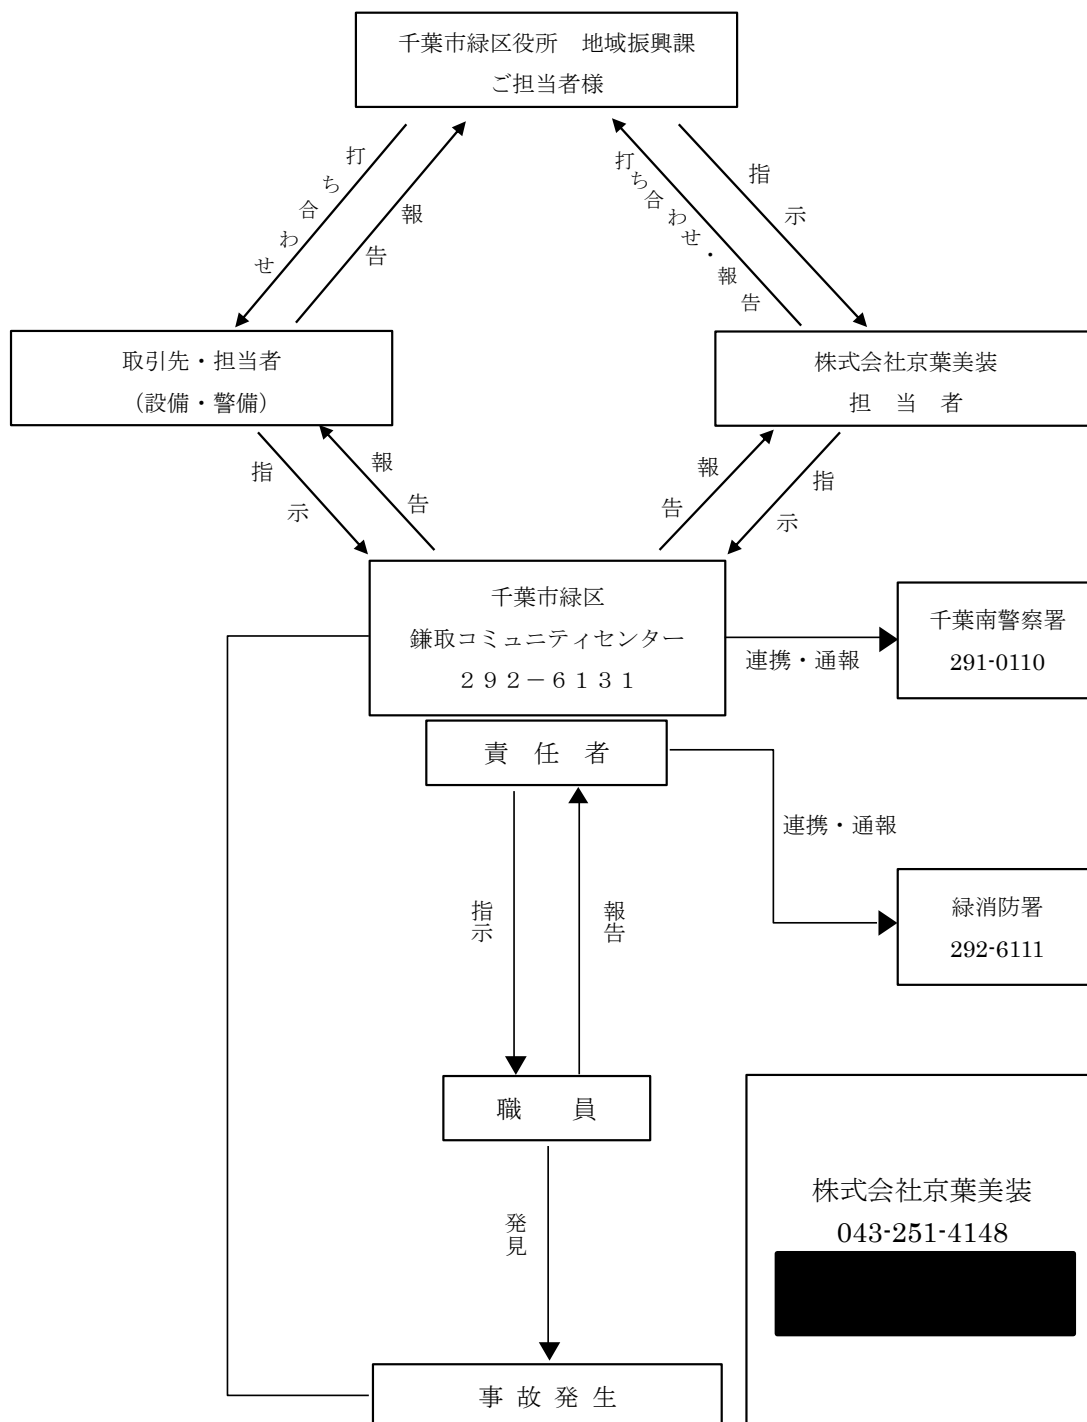 千葉市緑区役所　地域振興課
ご担当者様
打ち合わせ
報告
打ち合わせ・報告
指示
取引先・担当者
（設備・警備）
株式会社京葉美装
担　当　者
指示
報告
報告
指示
千葉市緑区
鎌取コミュニティセンター
２９２－６１３１
連携・通報
千葉南警察署
291-0110
責　任　者
連携・通報
緑消防署
292-6111
指示
報告
職　　員
発見
株式会社京葉美装
043-251-4148
事 故 発 生